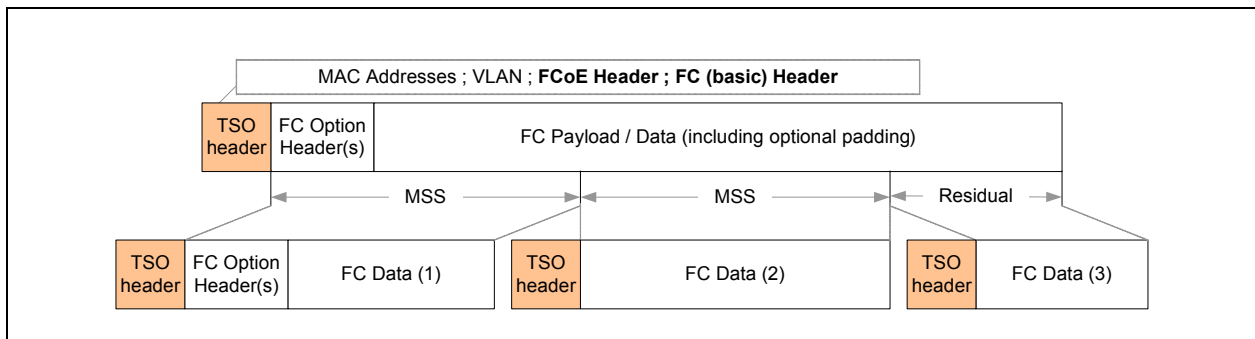 MAC Addresses ; VLAN ; FCoE Header ; FC (basic) Header
TSO header
FC Option Header(s)
FC Payload / Data (including optional padding)
MSS
MSS
Residual
TSO header
FC Option Header(s)
FC Data (1)
TSO header
FC Data (2)
TSO header
FC Data (3)